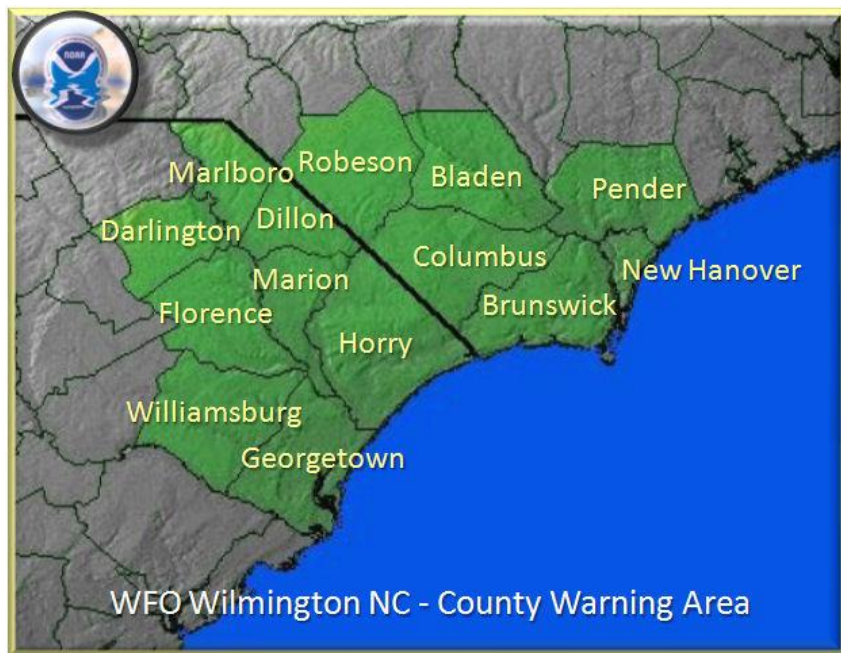 NOAA
Marlboro
Robeson
Bladen
Pender
Darlington
Dillon
Columbus
New Hanover
Marion
Brunswick
Florence
Horry
Williamsburg
Georgetown
WFO Wilmington NC - County Warning Area